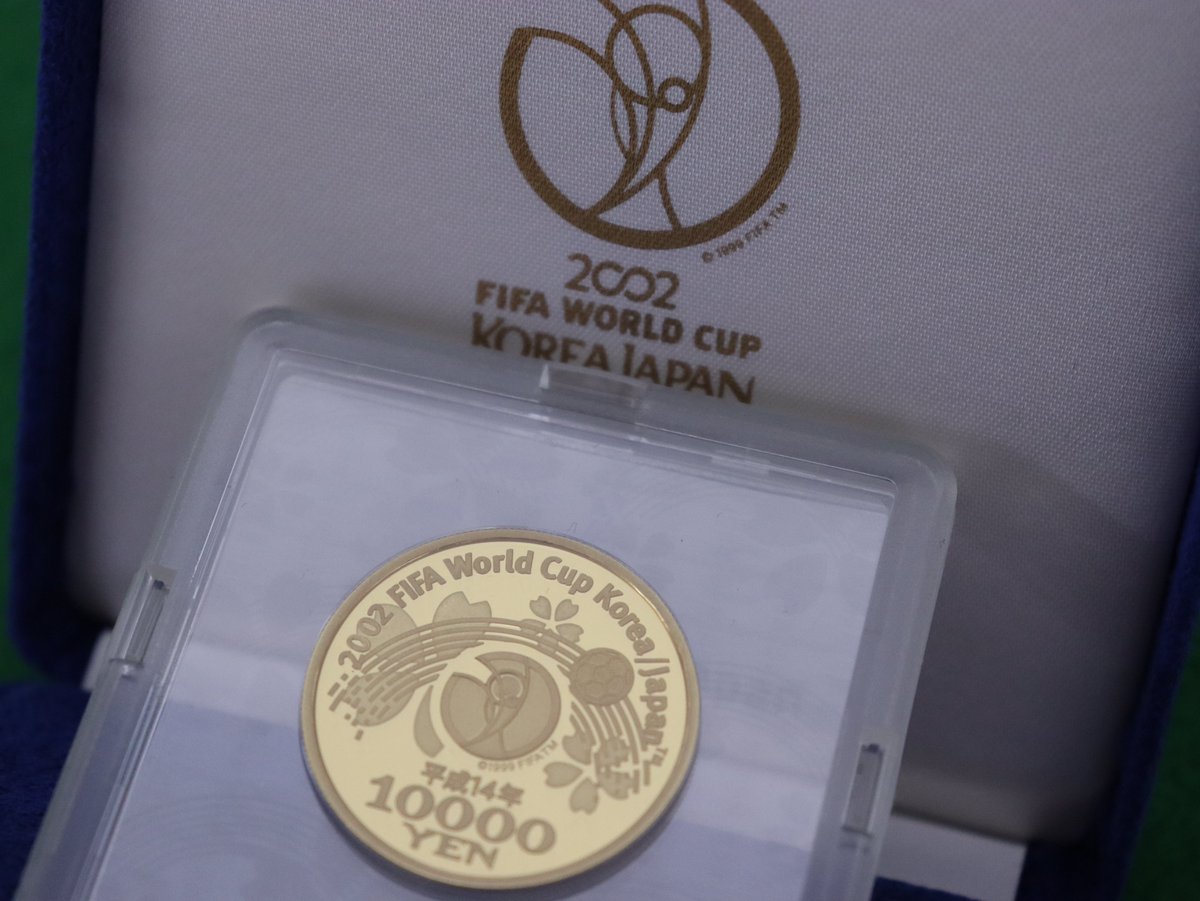 © 1999 FIFA TM
2002
FIFA WORLD CUP
KOREA JAPAN
2002 FIFA World Cup Korea/Japan TM
©1999 FIFA TM
平成14年
10000
YEN